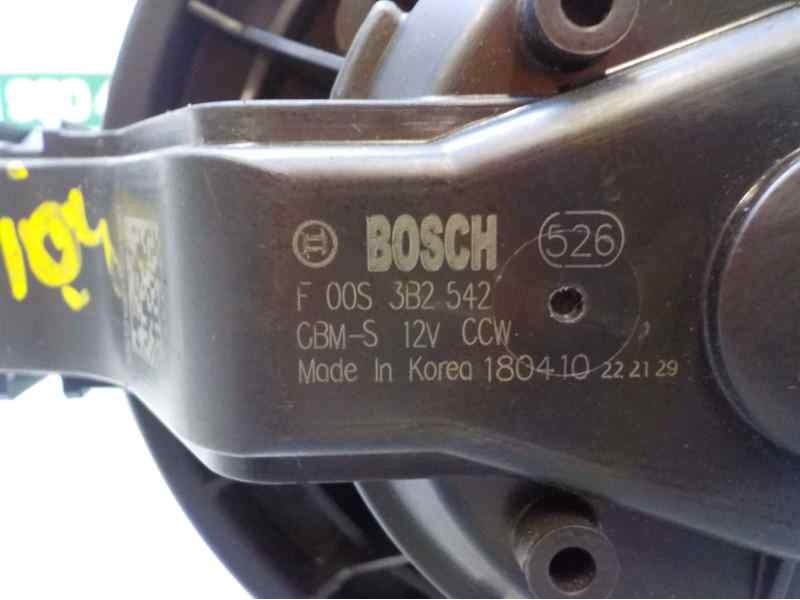 BOSCH 526
F 00S 3B2 542
CBM-S 12V CCW
Made In Korea 180410 22 21 29